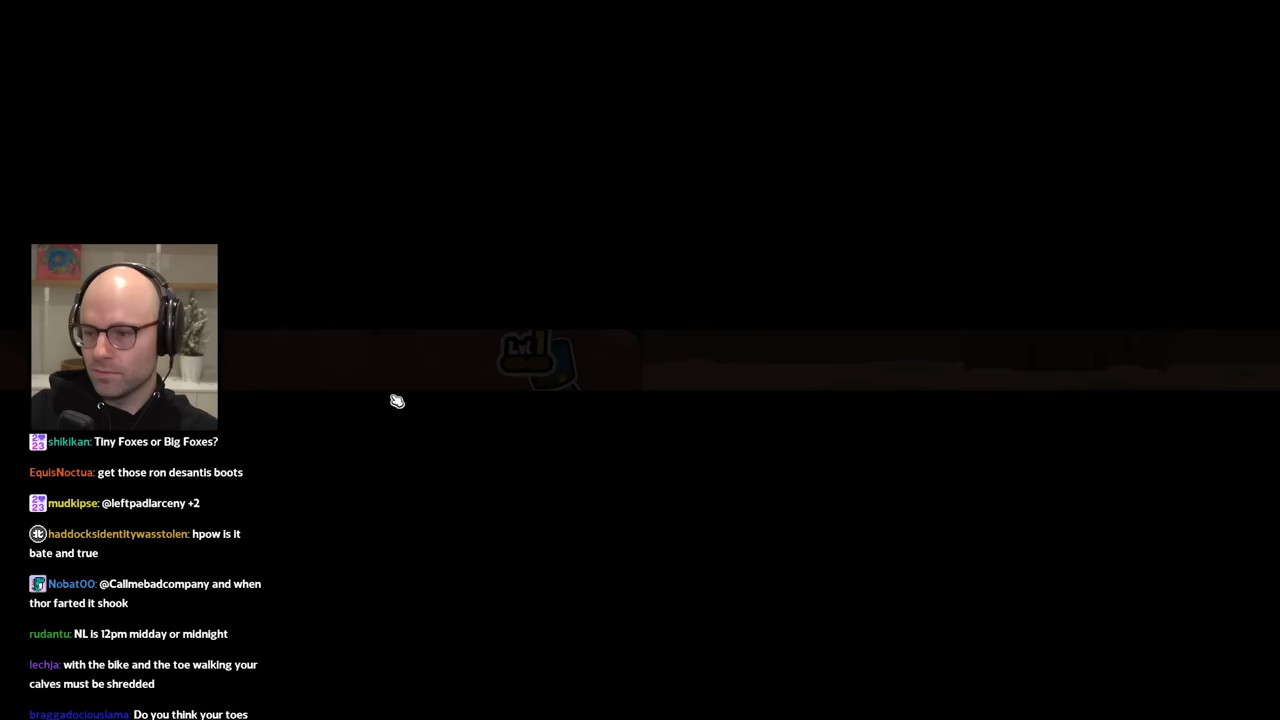 Lvl 1
shikikan: Tiny Foxes or Big Foxes?
EquisNoctua: get those ron desantis boots
mudkipse: @leftpadlarceny +2
haddocksidentitywasstolen: hpow is it
bate and true
Nobat00: @Callmebadcompany and when
thor farted it shook
rudantu: NL is 12pm midday or midnight
lechja: with the bike and the toe walking your
calves must be shredded
braggadociouslama: Do you think your toes